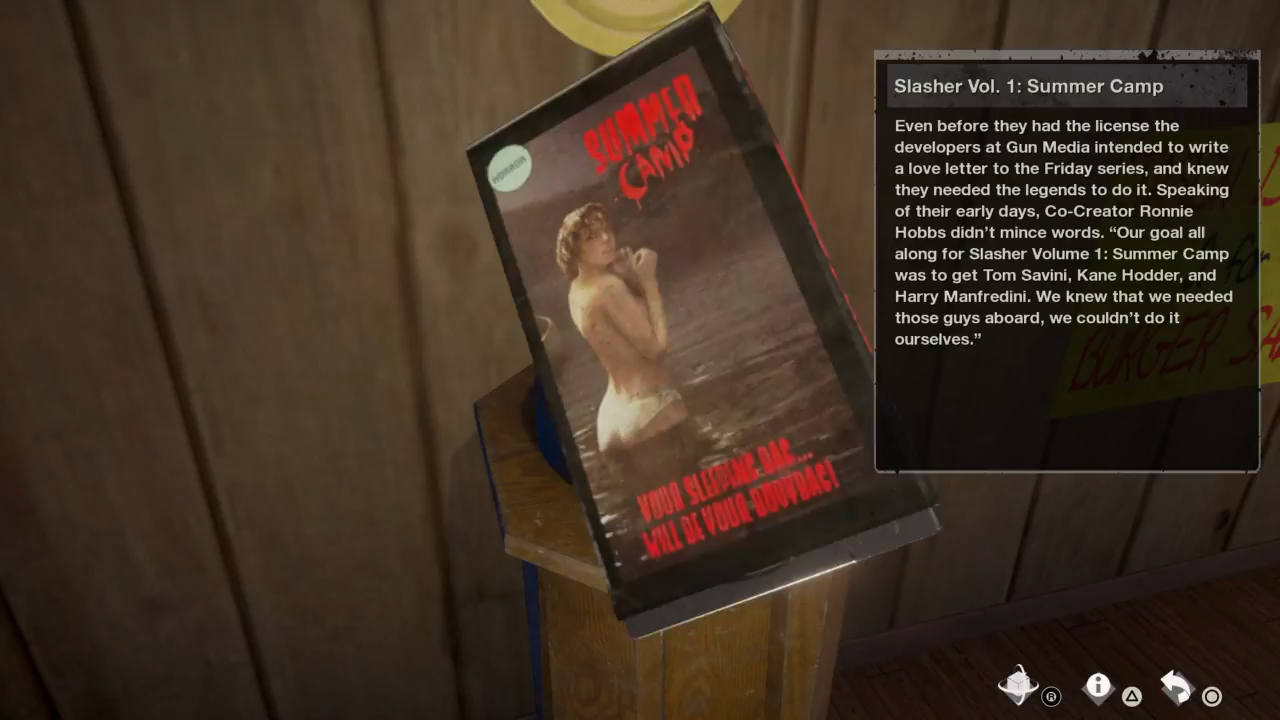 SUMMER
CAMP
HORROR
YOUR SLEEPING BAG...
WILL BE YOUR BODYBAG!
Slasher Vol. 1: Summer Camp
Even before they had the license the
developers at Gun Media intended to write
a love letter to the Friday series, and knew
they needed the legends to do it. Speaking
of their early days, Co-Creator Ronnie
Hobbs didn’t mince words. “Our goal all
along for Slasher Volume 1: Summer Camp
was to get Tom Savini, Kane Hodder, and
Harry Manfredini. We knew that we needed
those guys aboard, we couldn’t do it
ourselves.”
for
BURGER
R